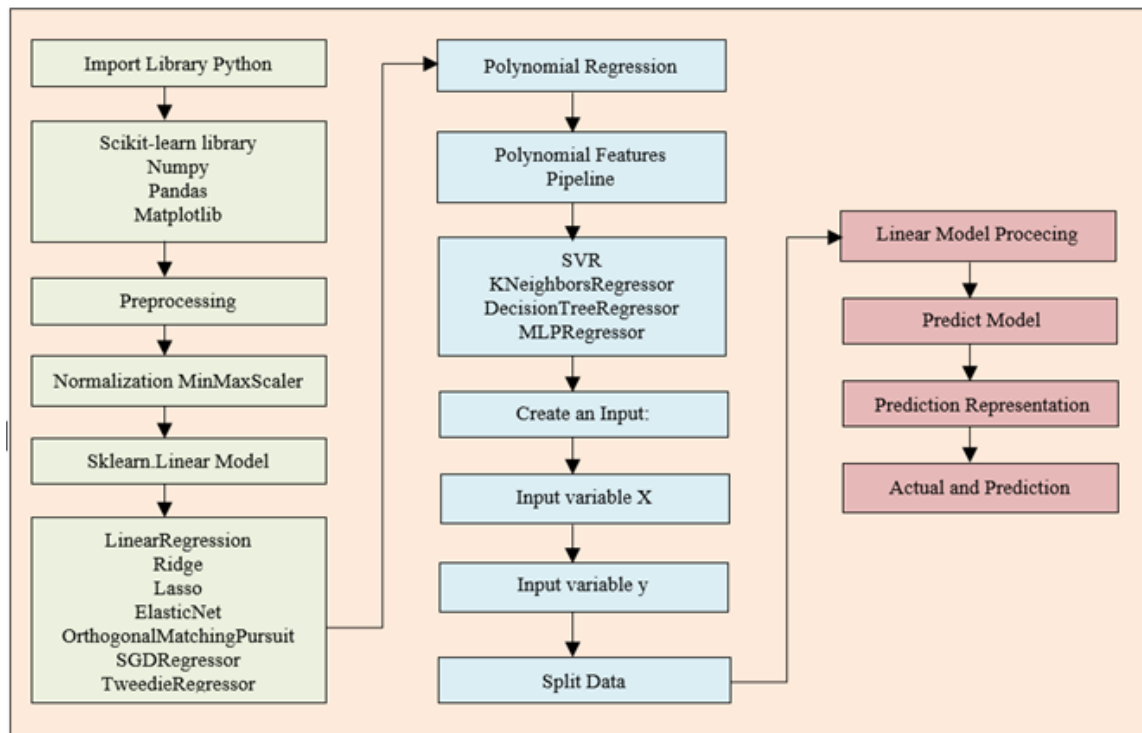 Import Library Python
Scikit-learn library
Numpy
Pandas
Matplotlib
Preprocessing
Normalization MinMaxScaler
Sklearn.Linear Model
LinearRegression
Ridge
Lasso
ElasticNet
OrthogonalMatchingPursuit
SGDRegressor
TweedieRegressor
Polynomial Regression
Polynomial Features
Pipeline
SVR
KNeighborsRegressor
DecisionTreeRegressor
MLPRegressor
Create an Input:
Input variable X
Input variable y
Split Data
Linear Model Procecing
Predict Model
Prediction Representation
Actual and Prediction